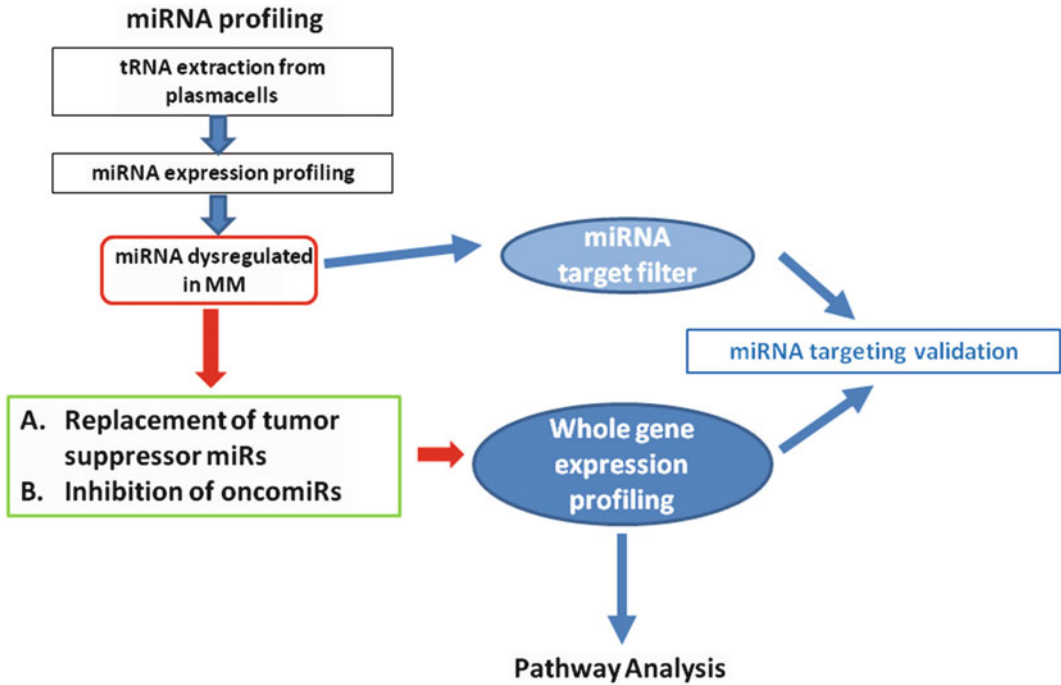 miRNA profiling
tRNA extraction from
plasmacells
miRNA expression profiling
miRNA dysregulated
in MM
miRNA
target filter
miRNA targeting validation
A. Replacement of tumor
suppressor miRs
B. Inhibition of oncomiRs
Whole gene
expression
profiling
Pathway Analysis